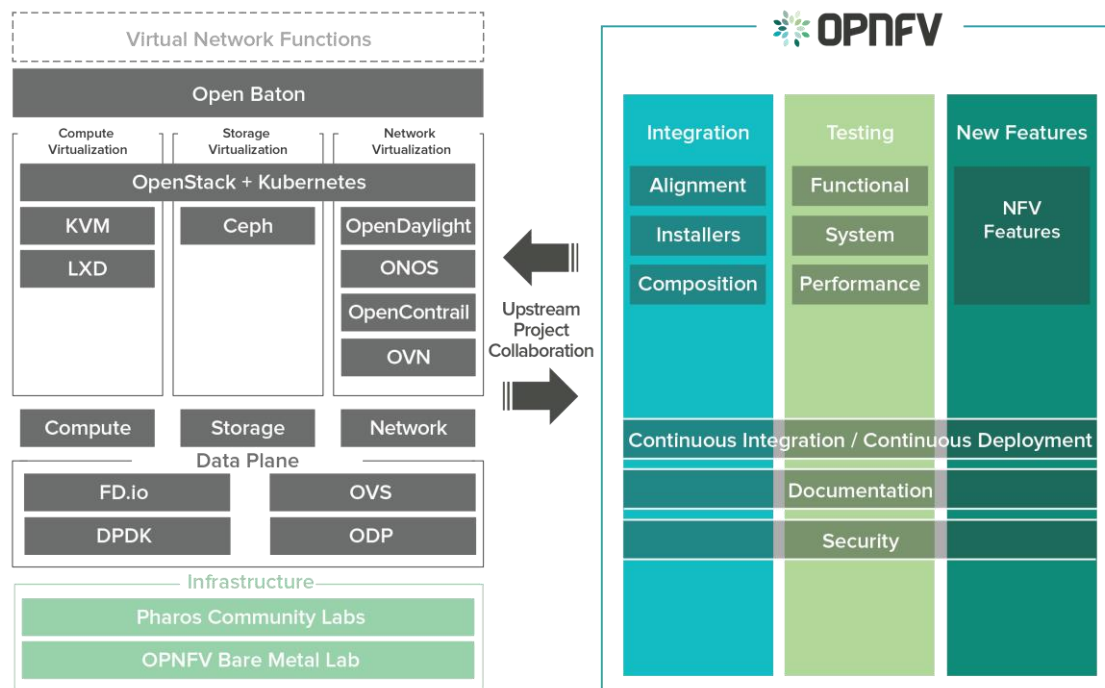 Virtual Network Functions
Open Baton
Compute
Virtualization
Storage
Virtualization
Network
Virtualization
OpenStack + Kubernetes
KVM
Ceph
OpenDaylight
LXD
ONOS
OpenContrail
OVN
Compute
Storage
Network
Data Plane
FD.io
OVS
DPDK
ODP
Infrastructure
Pharos Community Labs
OPNFV Bare Metal Lab
Upstream
Project
Collaboration
OPNFV
Integration
Testing
New Features
Alignment
Functional
NFV
Features
Installers
System
Composition
Performance
Continuous Integration / Continuous Deployment
Documentation
Security